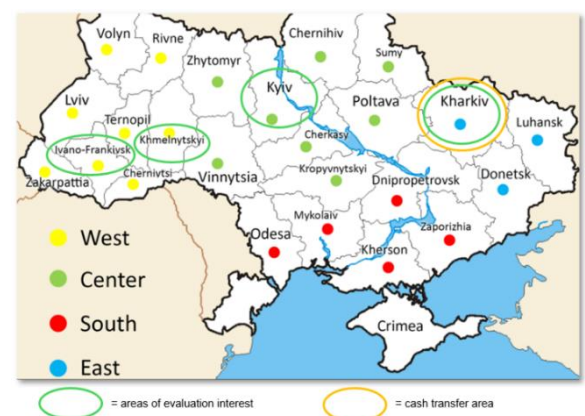 Volyn
Rivne
Chernihiv
Sumy
Zhytomyr
Kyiv
Lviv
Poltava
Kharkiv
Luhansk
Ternopil
Khmelnytskyi
Cherkasy
Ivano-Frankivsk
Zakarpattia
Chernivtsi
Vinnytsia
Kropyvnytskyi
Dnipropetrovsk
Donetsk
Mykolaiv
Zaporizhia
Odesa
Kherson
Crimea
West
Center
South
East
= areas of evaluation interest
= cash transfer area